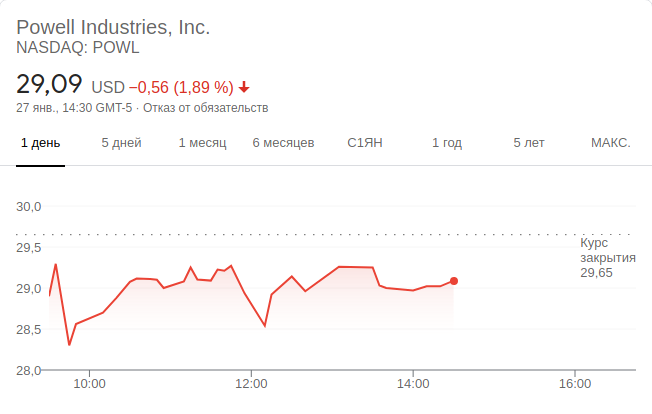 Powell Industries, Inc.
NASDAQ: POWL
29,09 USD −0,56 (1,89 %)
27 янв., 14:30 GMT-5 · Отказ от обязательств
1 день 5 дней 1 месяц 6 месяцев С1ЯН 1 год 5 лет МАКС.
30,0
29,5
Курс
закрытия
29,65
29,0
28,5
28,0
10:00 12:00 14:00 16:00